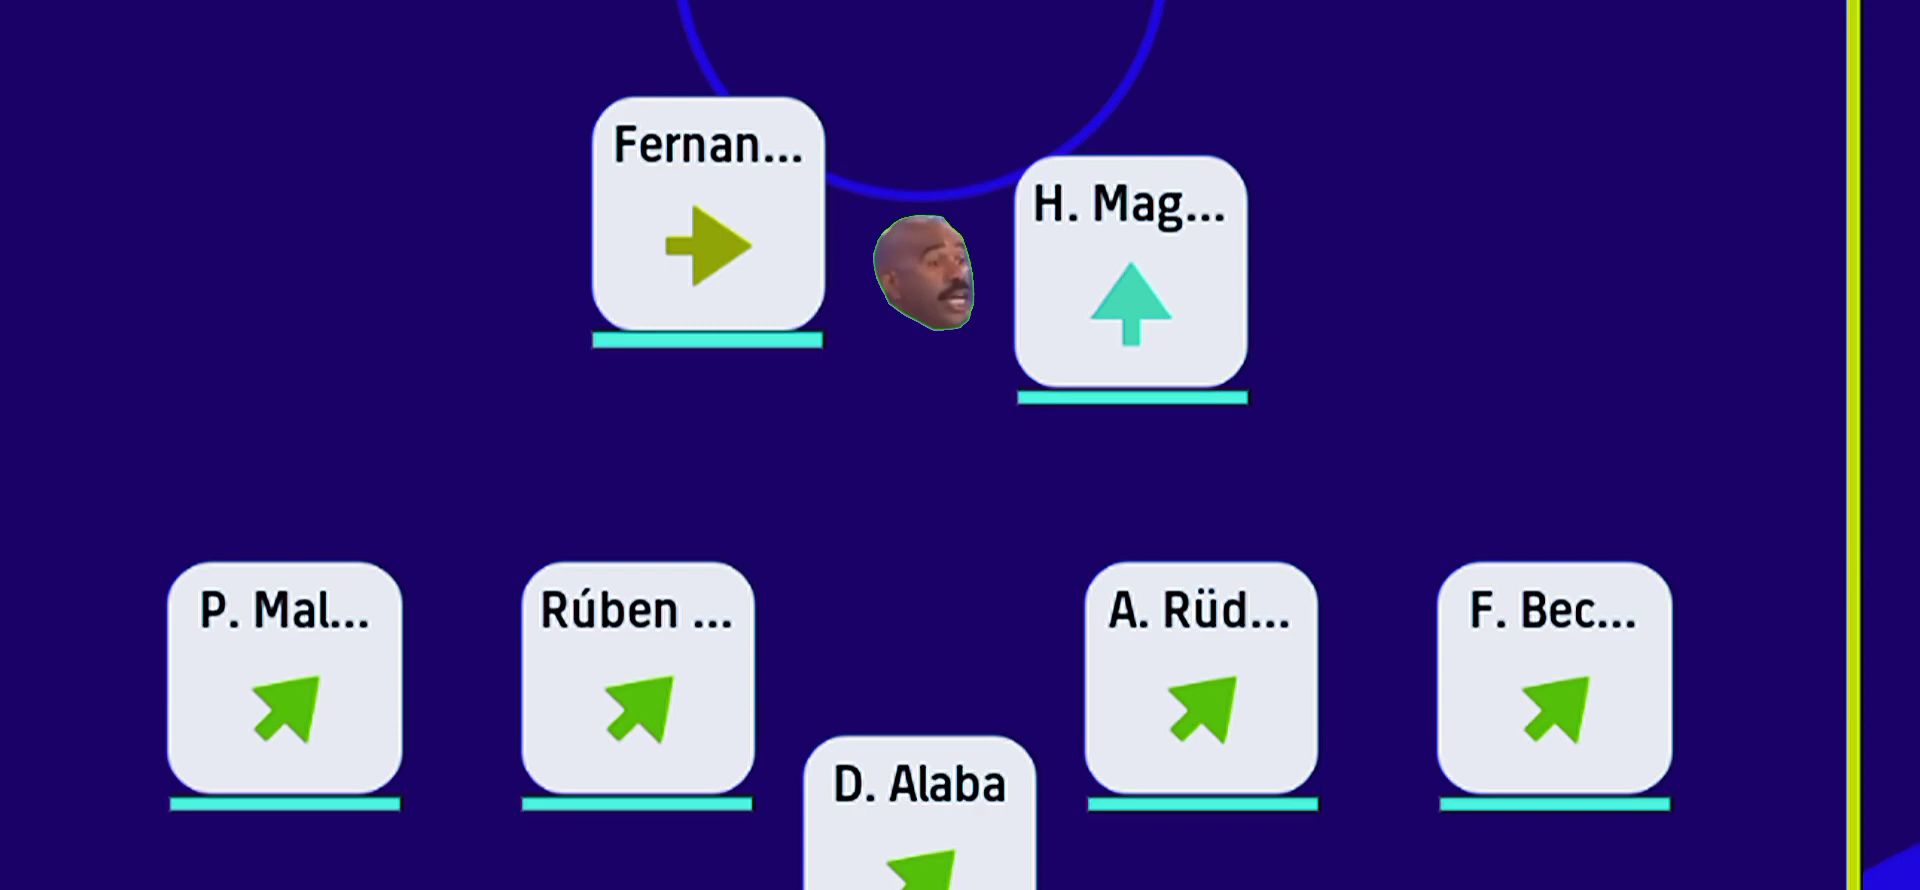 Fernan...
H. Mag...
P. Mal...
Rúben ...
A. Rüd...
F. Bec...
D. Alaba